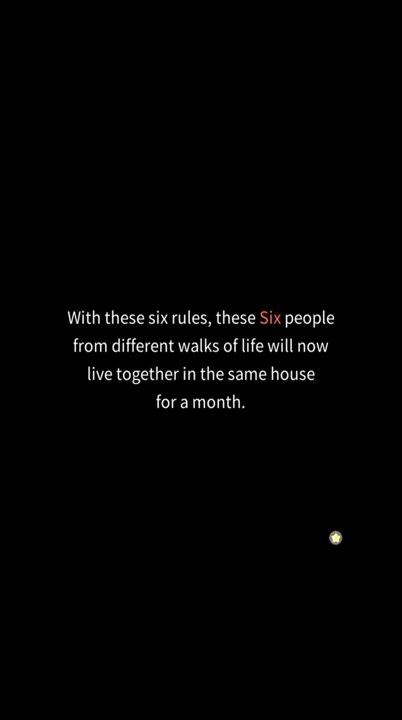 With these six rules, these Six people
from different walks of life will now
live together in the same house
for a month.